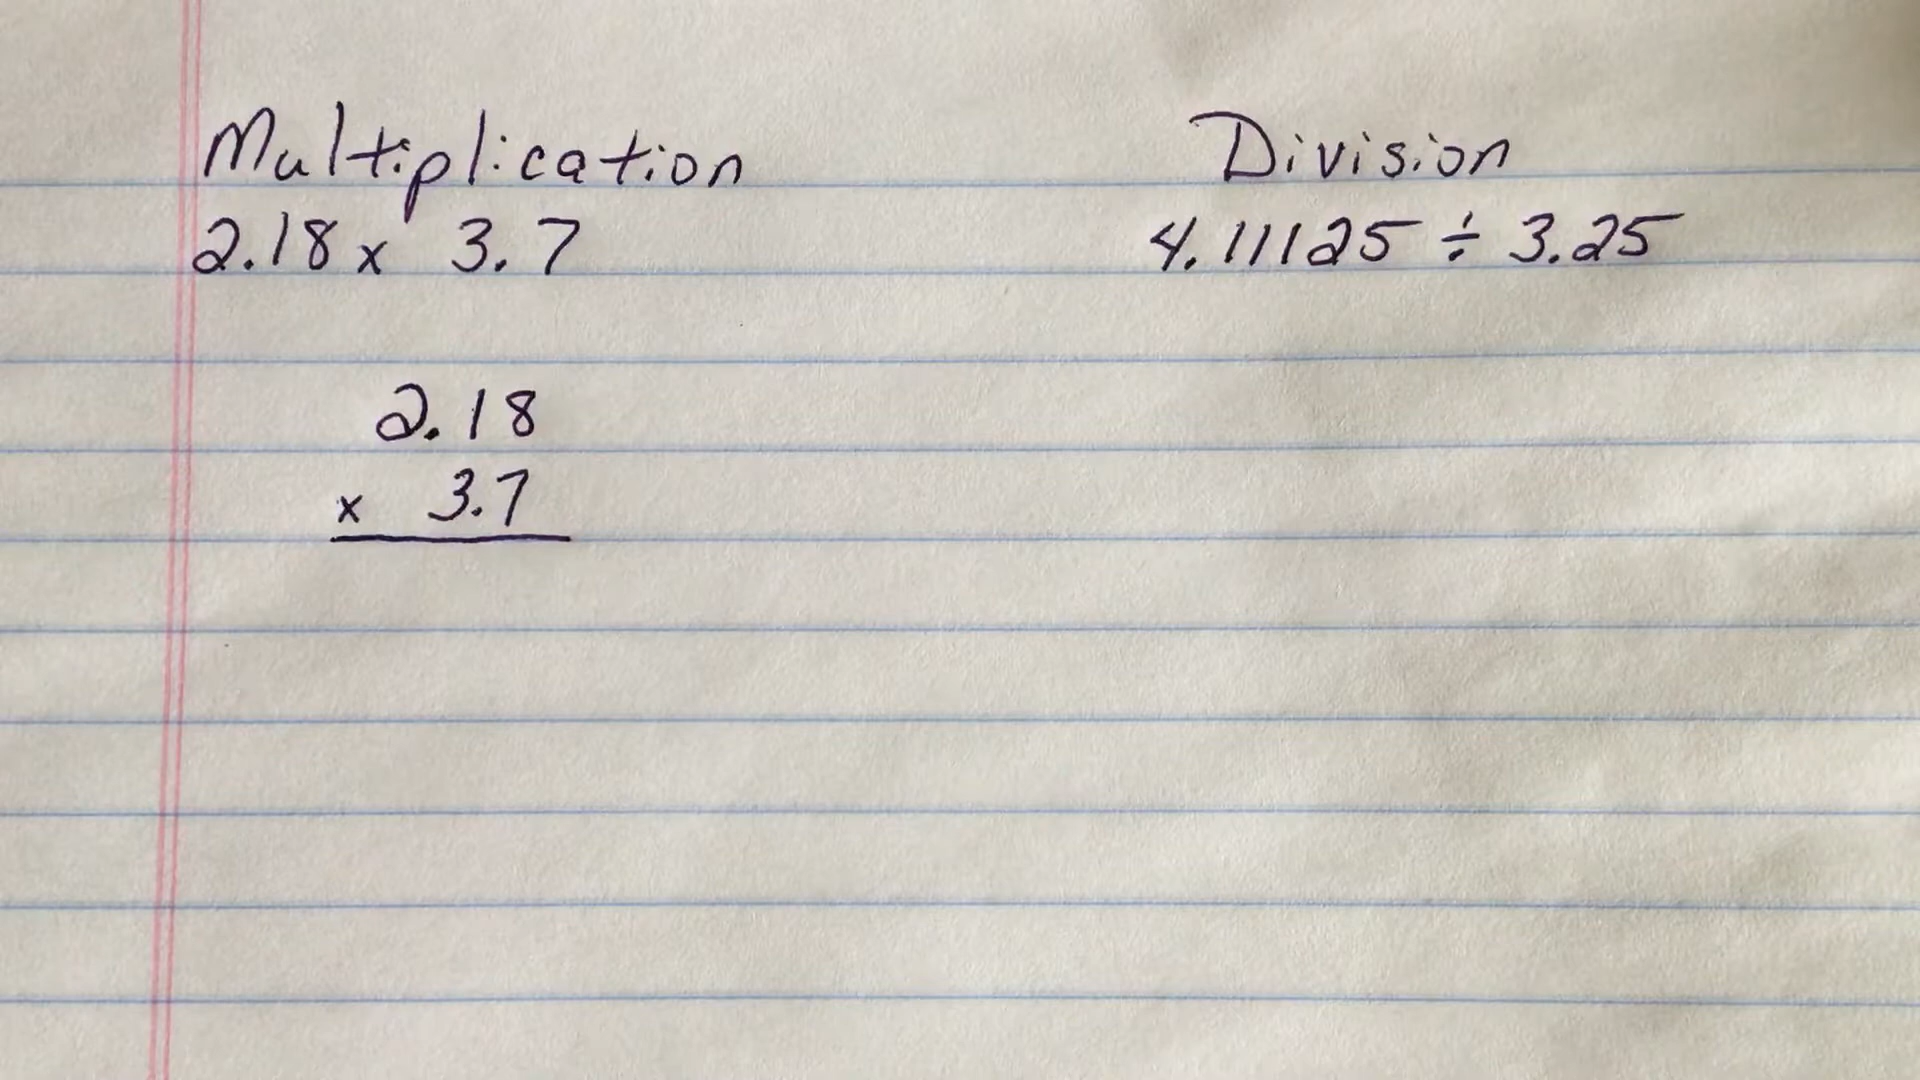 Multiplication
2.18 x 3.7
2.18
x 3.7
Division
4.11125 ÷ 3.25